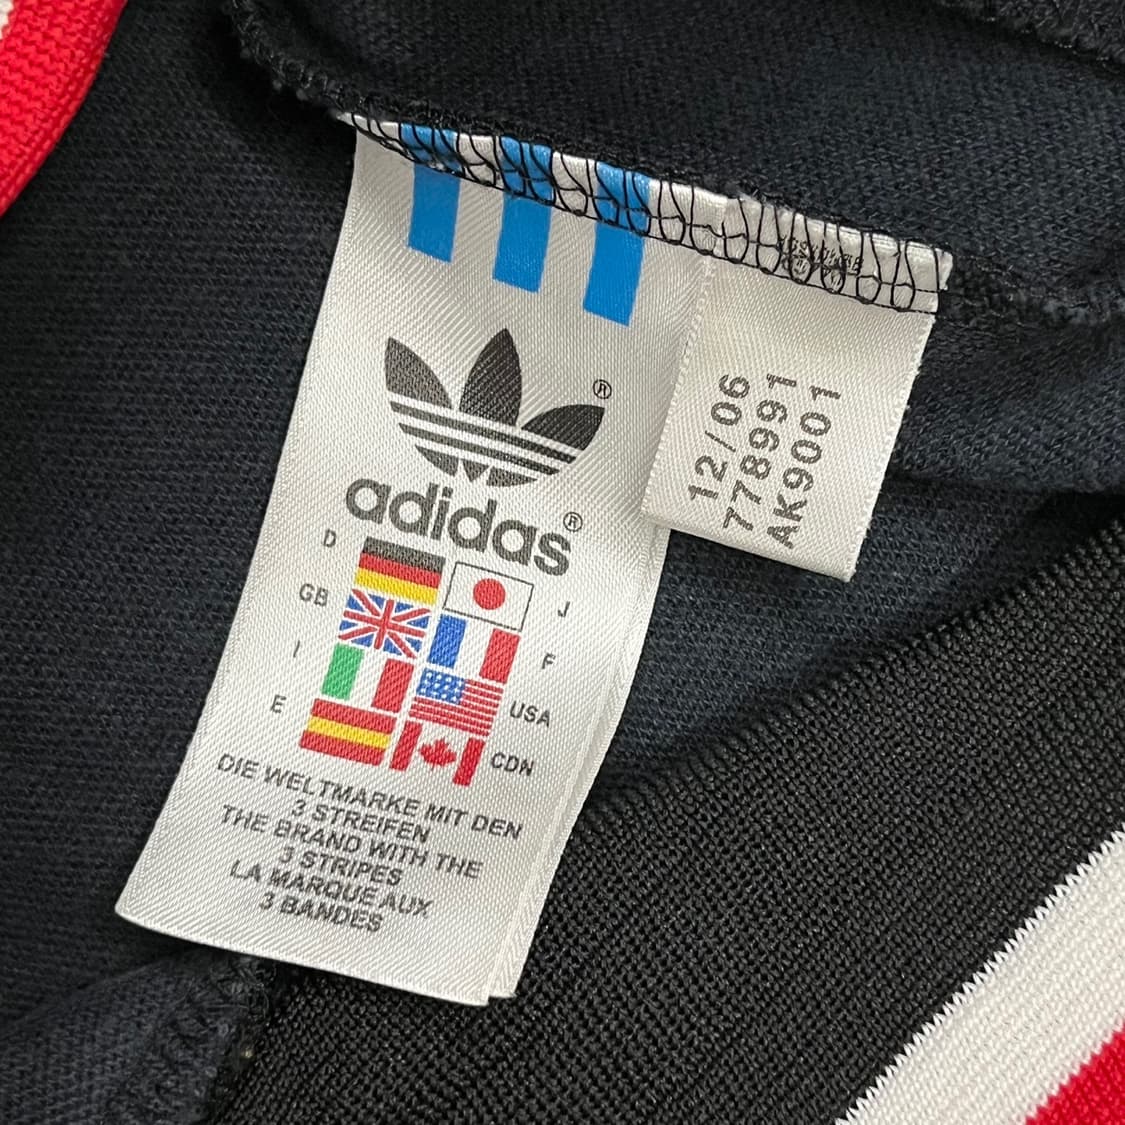 ®
adidas®
D
J
GB
F
I
USA
E
CDN
DIE WELTMARKE MIT DEN
3 STREIFEN
THE BRAND WITH THE
3 STRIPES
LA MARQUE AUX
3 BANDES
12/06
778991
AK9001